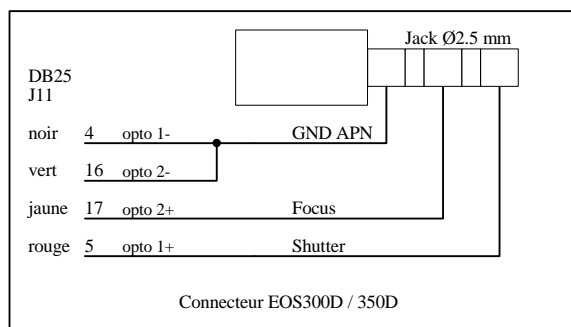 Jack Ø2.5 mm
DB25
J11
noir 4 opto 1- GND APN
vert 16 opto 2-
jaune 17 opto 2+ Focus
rouge 5 opto 1+ Shutter
Connecteur EOS300D / 350D